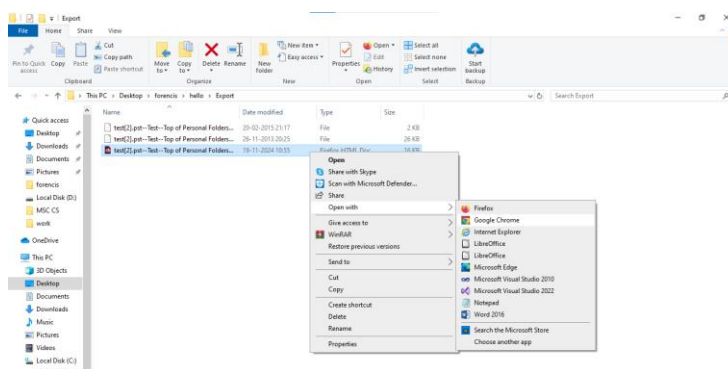 Export
File Home Share View
Pin to Quick access
Copy
Paste
Cut
Copy path
Paste shortcut
Clipboard
Move to
Copy to
Delete
Rename
Organize
New folder
New item
Easy access
New
Properties
Open
Edit
History
Open
Select all
Select none
Invert selection
Select
Start backup
Backup
This PC > Desktop > forencis > hello > Export
Search Export
Quick access
Desktop
Downloads
Documents
Pictures
forencis
Local Disk (D:)
MSC CS
work
OneDrive
This PC
3D Objects
Desktop
Documents
Downloads
Music
Pictures
Videos
Local Disk (C:)
Name Date modified Type Size
test[2].pst--Test--Top of Personal Folders... 20-02-2015 21:17 File 2 KB
test[2].pst--Test--Top of Personal Folders... 26-11-2013 20:25 File 26 KB
test[2].pst--Test--Top of Personal Folders... 19-11-2024 10:55 Firefox HTML Doc... 16 KB
Open
Share with Skype
Scan with Microsoft Defender...
Share
Open with
Give access to
WinRAR
Restore previous versions
Send to
Cut
Copy
Create shortcut
Delete
Rename
Properties
Firefox
Google Chrome
Internet Explorer
LibreOffice
LibreOffice
Microsoft Edge
Microsoft Visual Studio 2010
Microsoft Visual Studio 2022
Notepad
Word 2016
Search the Microsoft Store
Choose another app